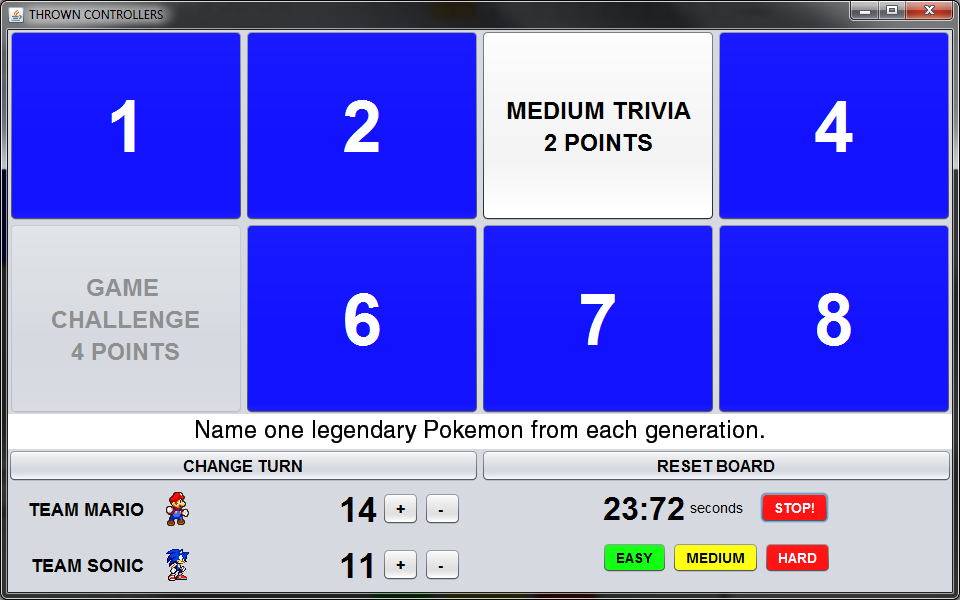 THROWN CONTROLLERS
1
2
MEDIUM TRIVIA
2 POINTS
4
GAME
CHALLENGE
4 POINTS
6
7
8
Name one legendary Pokemon from each generation.
CHANGE TURN
RESET BOARD
TEAM MARIO
14
+
-
23:72 seconds
STOP!
TEAM SONIC
11
+
-
EASY
MEDIUM
HARD